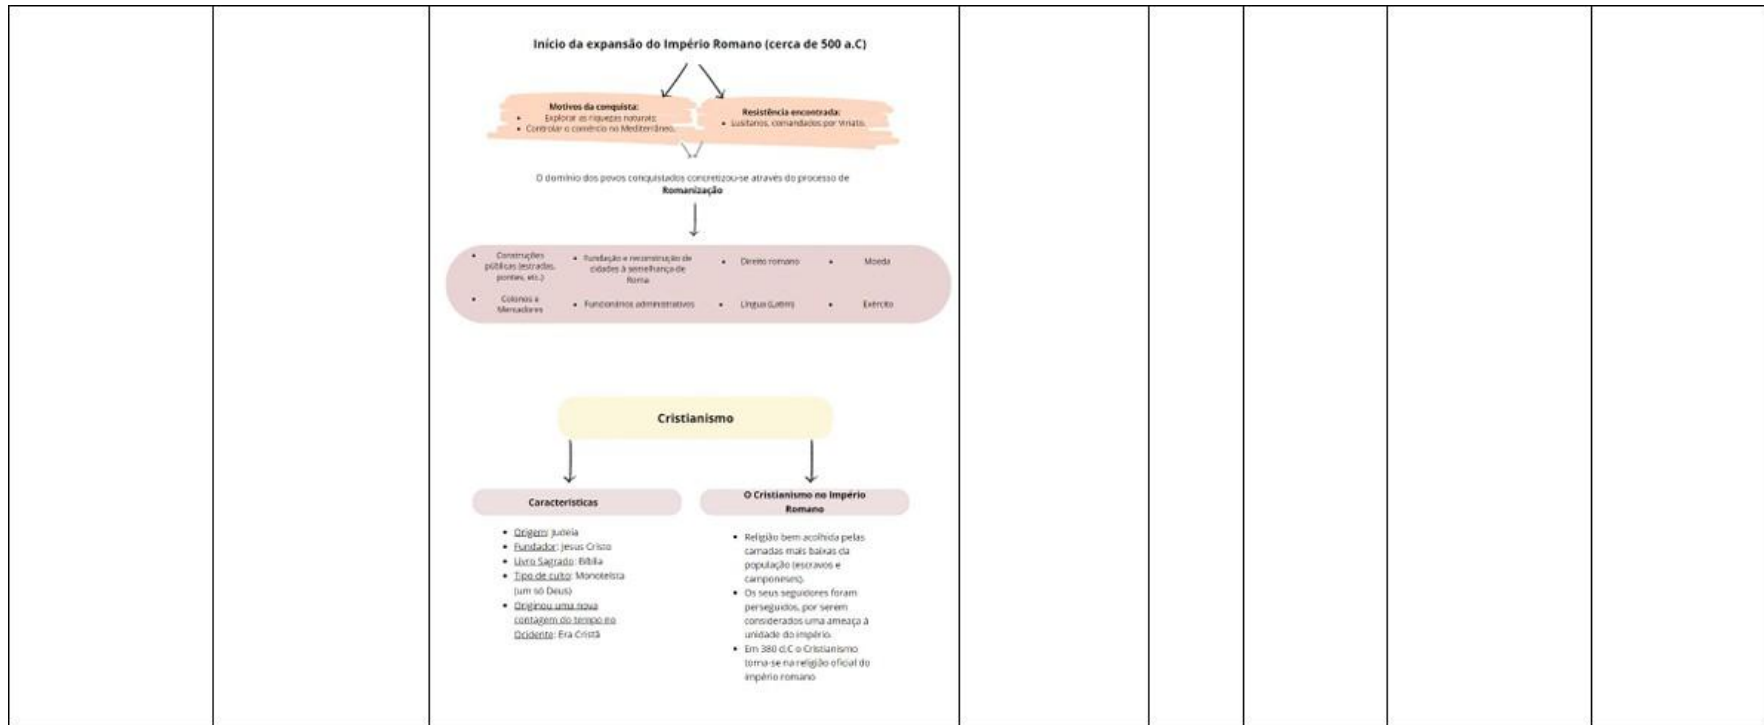 Início da expansão do Império Romano (cerca de 500 a.C)
Motivos da conquista:
• Explorar as riquezas naturais;
• Controlar o comércio no Mediterrâneo.
Resistência encontrada:
• Lusitanos, comandados por Viriato.
O domínio dos povos conquistados concretizou-se através do processo de
Romanização
• Construções
públicas (estradas,
pontes, etc.)
• Fundação e reconstrução de
cidades à semelhança de
Roma
• Direito romano
• Moeda
• Colonos e
Mercadores
• Funcionários administrativos
• Língua (Latim)
• Exército
Cristianismo
Características
• Origem: Judeia
• Fundador: Jesus Cristo
• Livro Sagrado: Bíblia
• Tipo de culto: Monoteísta
(um só Deus)
• Originou uma nova
contagem do tempo no
Ocidente: Era Cristã
O Cristianismo no Império
Romano
• Religião bem acolhida pelas
camadas mais baixas da
população (escravos e
camponeses).
• Os seus seguidores foram
perseguidos, por serem
considerados uma ameaça à
unidade do império.
• Em 380 d.C o Cristianismo
torna-se na religião oficial do
império romano